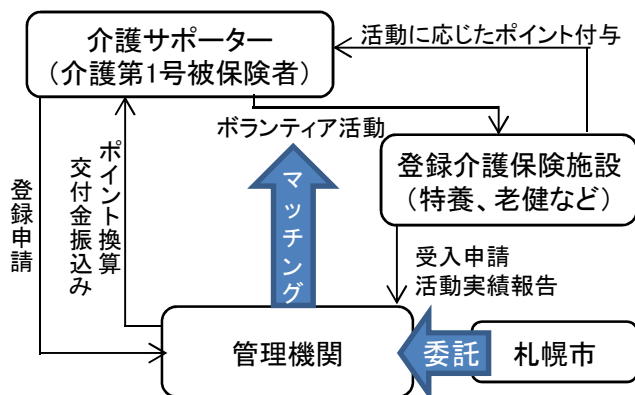 介護サポーター
（介護第1号被保険者）
活動に応じたポイント付与
ボランティア活動
登録介護保険施設
（特養、老健など）
登録申請
ポイント換算
交付金振込み
マッチング
受入申請
活動実績報告
管理機関
委託
札幌市